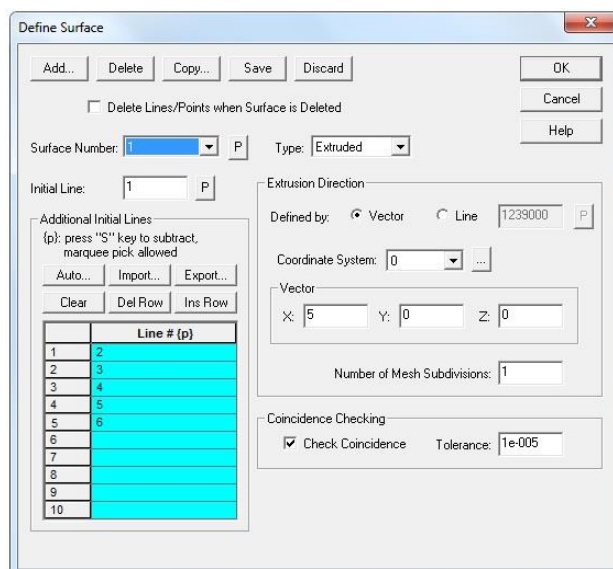 Define Surface
Add... Delete Copy... Save Discard OK
Delete Lines/Points when Surface is Deleted Cancel
Help
Surface Number: 1 P Type: Extruded
Initial Line: 1 P
Additional Initial Lines
{p}: press "S" key to subtract,
marquee pick allowed
Auto... Import... Export...
Clear Del Row Ins Row
Line # {p}
1 2
2 3
3 4
4 5
5 6
6
7
8
9
10
Extrusion Direction
Defined by: Vector Line 1239000 P
Coordinate System: 0 ...
Vector
X: 5 Y: 0 Z: 0
Number of Mesh Subdivisions: 1
Coincidence Checking
Check Coincidence Tolerance: 1e-005